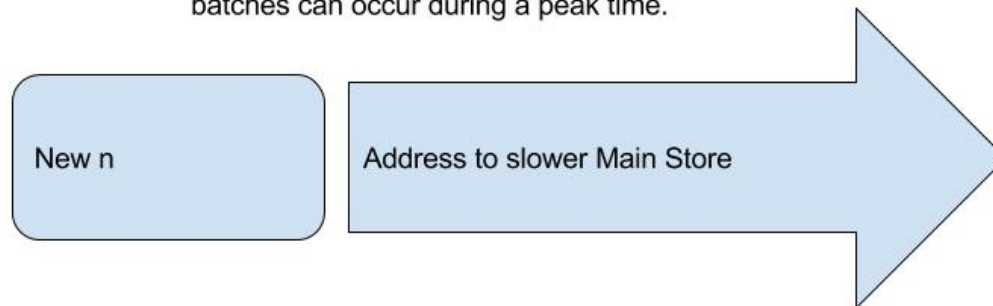 batches can occur during a peak time.
New n
Address to slower Main Store